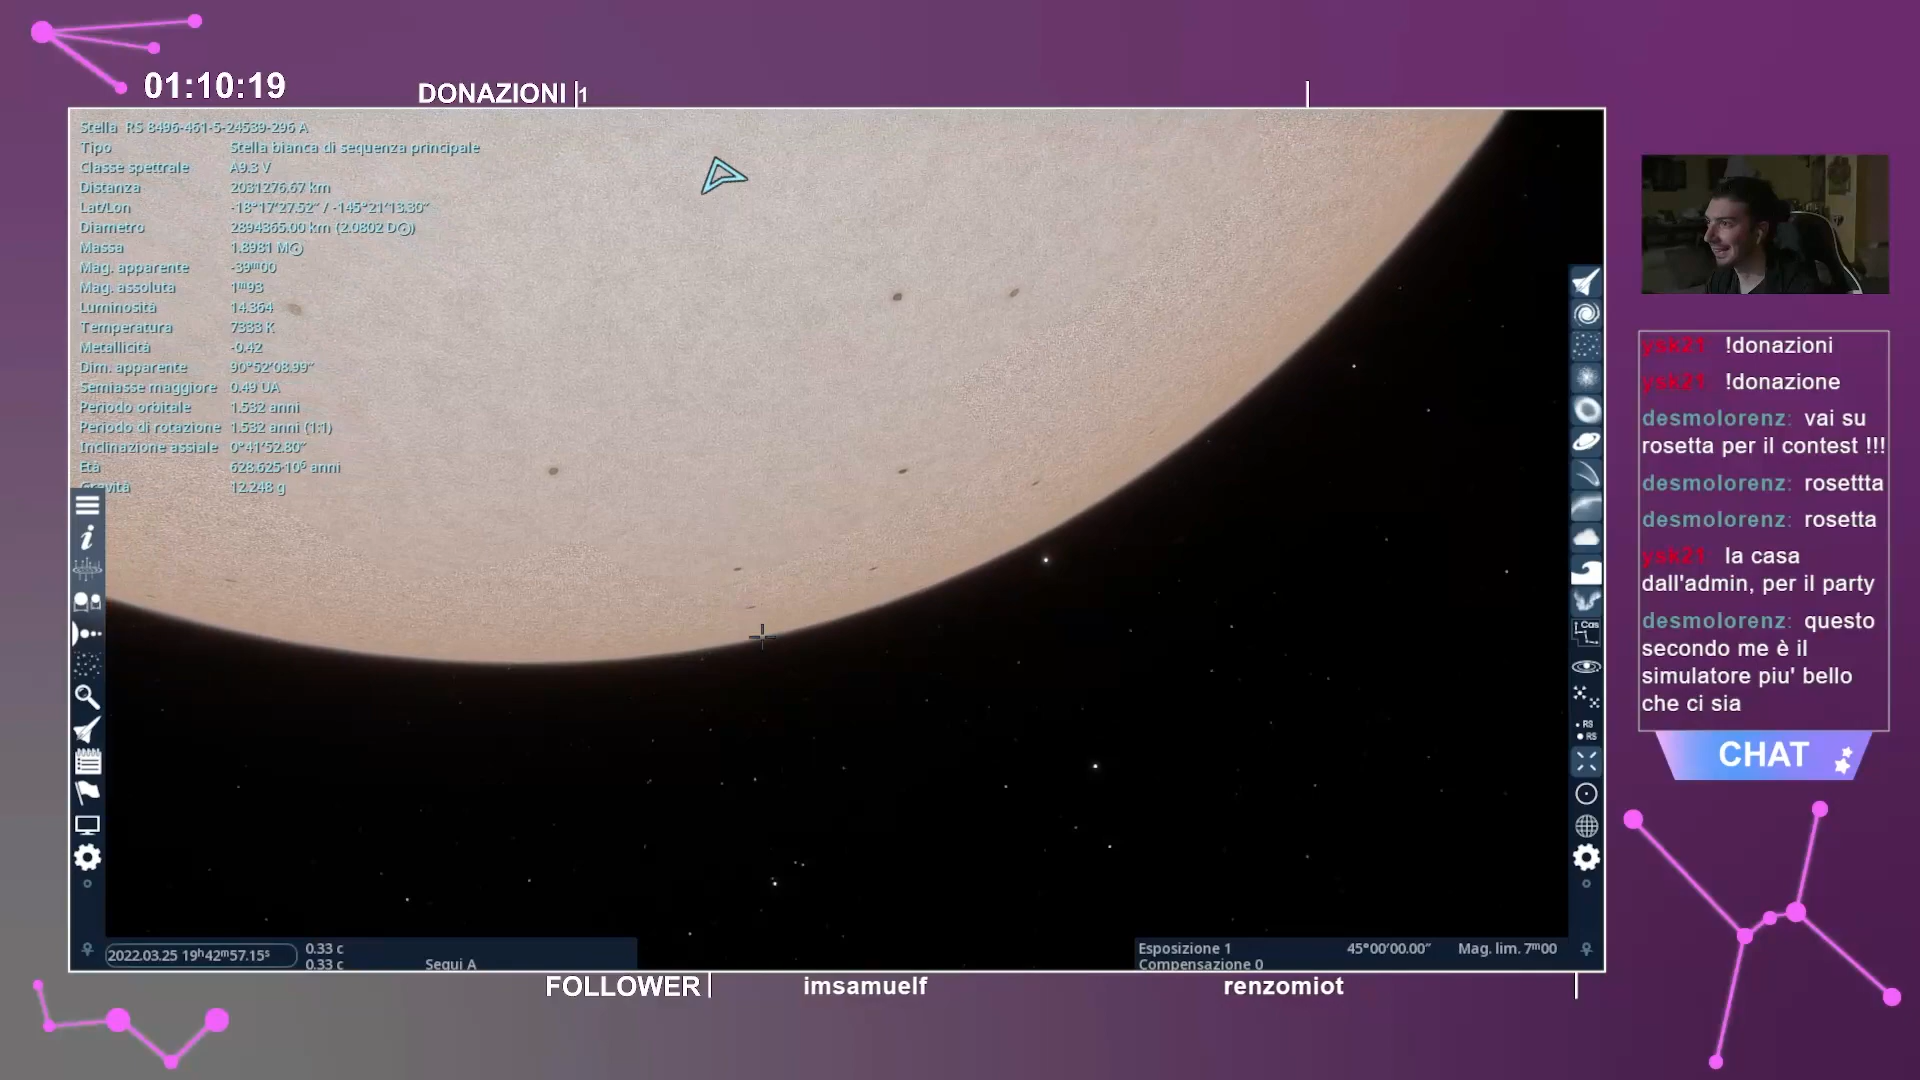 01:10:19
DONAZIONI
1
Stella RS 8496-461-5-24539-296 A
Tipo Stella bianca di sequenza principale
Classe spettrale A9.3 V
Distanza 2031276.67 km
Lat/Lon -18°17'27.52" / -145°21'13.30"
Diametro 2894365.00 km (2.0802 D☉)
Massa 1.8981 M☉
Mag. apparente -39ᵐ00
Mag. assoluta 1ᵐ93
Luminosità 14.364
Temperatura 7333 K
Metallicità -0.42
Dim. apparente 90°52'08.99"
Semiasse maggiore 0.49 UA
Periodo orbitale 1.532 anni
Periodo di rotazione 1.532 anni (1:1)
Inclinazione assiale 0°41'52.80"
Età 628.625·10⁶ anni
Gravità 12.248 g
Cas
RS
RS
2022.03.25 19ʰ42ᵐ57.15ˢ
0.33 c
0.33 c
Segui A
Esposizione 1
45°00'00.00"
Mag. lim. 7ᵐ00
Compensazione 0
ysk21 !donazioni
ysk21 !donazione
desmolorenz: vai su
rosetta per il contest !!!
desmolorenz: rosettta
desmolorenz: rosetta
ysk21 la casa
dall'admin, per il party
desmolorenz: questo
secondo me è il
simulatore piu' bello
che ci sia
CHAT
FOLLOWER
imsamuelf
renzomiot